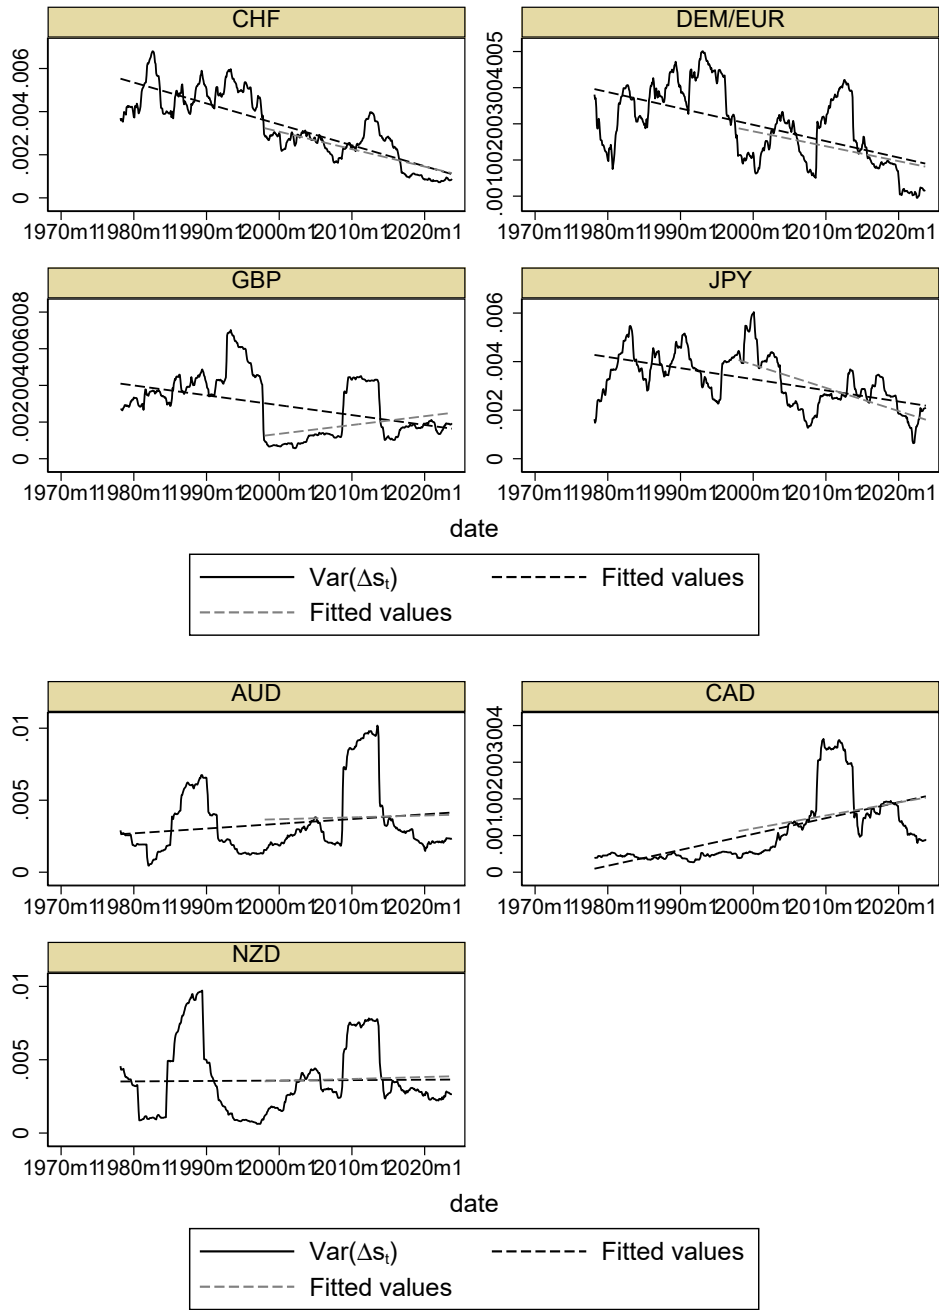 CHF
DEM/EUR
0 .002 .004 .006
.001 .002 .003 .004 .005
1970m1 1980m1 1990m1 2000m1 2010m1 2020m1
1970m1 1980m1 1990m1 2000m1 2010m1 2020m1
GBP
JPY
0 .002 .004 .006 .008
0 .002 .004 .006
1970m1 1980m1 1990m1 2000m1 2010m1 2020m1
1970m1 1980m1 1990m1 2000m1 2010m1 2020m1
date
Var(Δsₜ) Fitted values
Fitted values
AUD
CAD
0 .005 .01
0 .001 .002 .003 .004
1970m1 1980m1 1990m1 2000m1 2010m1 2020m1
1970m1 1980m1 1990m1 2000m1 2010m1 2020m1
NZD
0 .005 .01
1970m1 1980m1 1990m1 2000m1 2010m1 2020m1
date
Var(Δsₜ) Fitted values
Fitted values